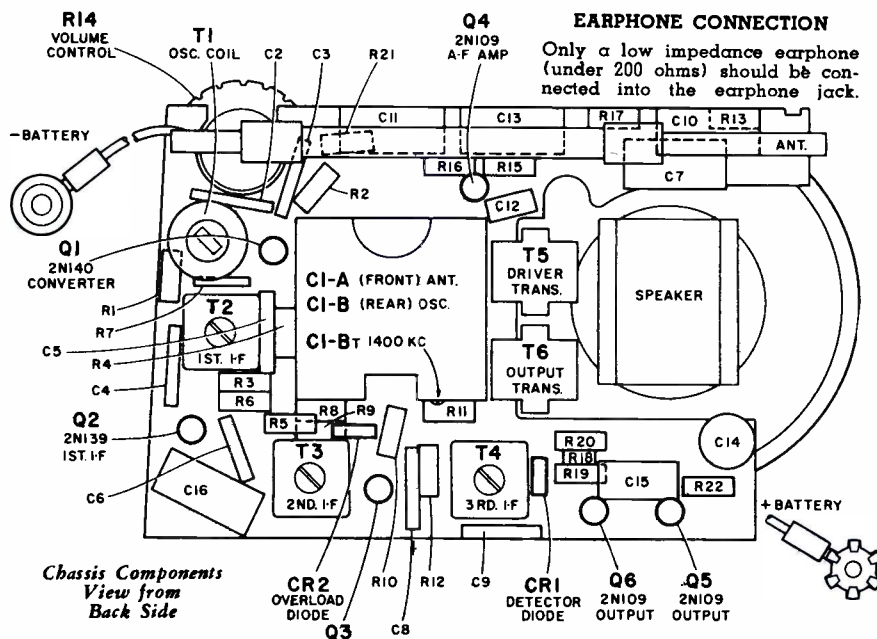 R14
VOLUME
CONTROL
T1
OSC. COIL
C2
C3
R21
Q4
2N109
A-F AMP
EARPHONE CONNECTION
Only a low impedance earphone
(under 200 ohms) should be con-
nected into the earphone jack.
-BATTERY
C11
C13
R17
C10
R13
ANT.
R16
R15
C7
R2
C12
Q1
2N140
CONVERTER
C1-A (FRONT) ANT.
C1-B (REAR) OSC.
C1-BT 1400 KC
T5
DRIVER
TRANS.
SPEAKER
R1
R7
T2
1ST. I-F
C5
R4
T6
OUTPUT
TRANS.
C4
R3
R6
R8
R9
R11
Q2
2N139
1ST. I-F
R5
T3
2ND. I-F
T4
3RD. I-F
R20
R18
R19
C14
C15
R22
C6
C16
+BATTERY
Chassis Components
View from
Back Side
CR2
OVERLOAD
DIODE
Q3
R10
C8
R12
C9
CR1
DETECTOR
DIODE
Q6
2N109
OUTPUT
Q5
2N109
OUTPUT